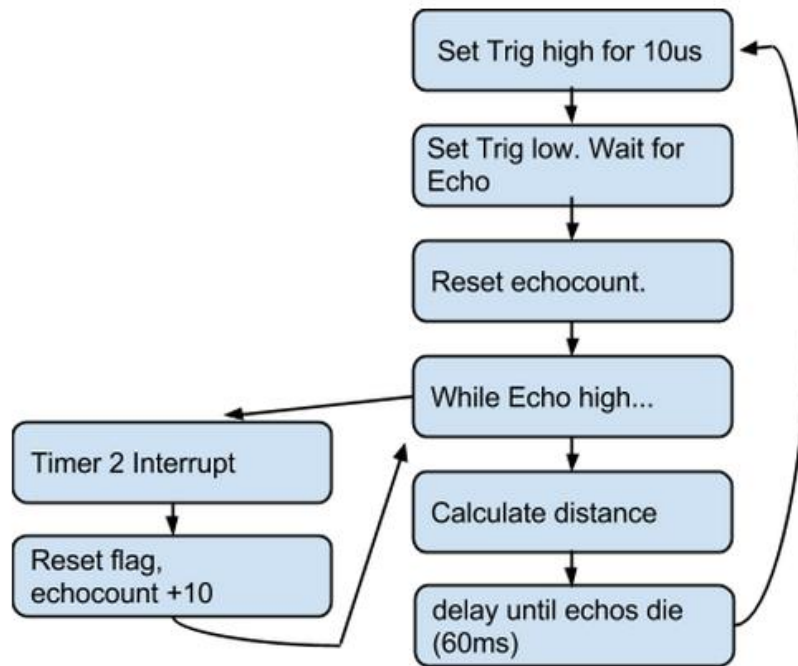 Set Trig high for 10us
Set Trig low. Wait for
Echo
Reset echocount.
While Echo high...
Timer 2 Interrupt
Reset flag,
echocount +10
Calculate distance
delay until echos die
(60ms)